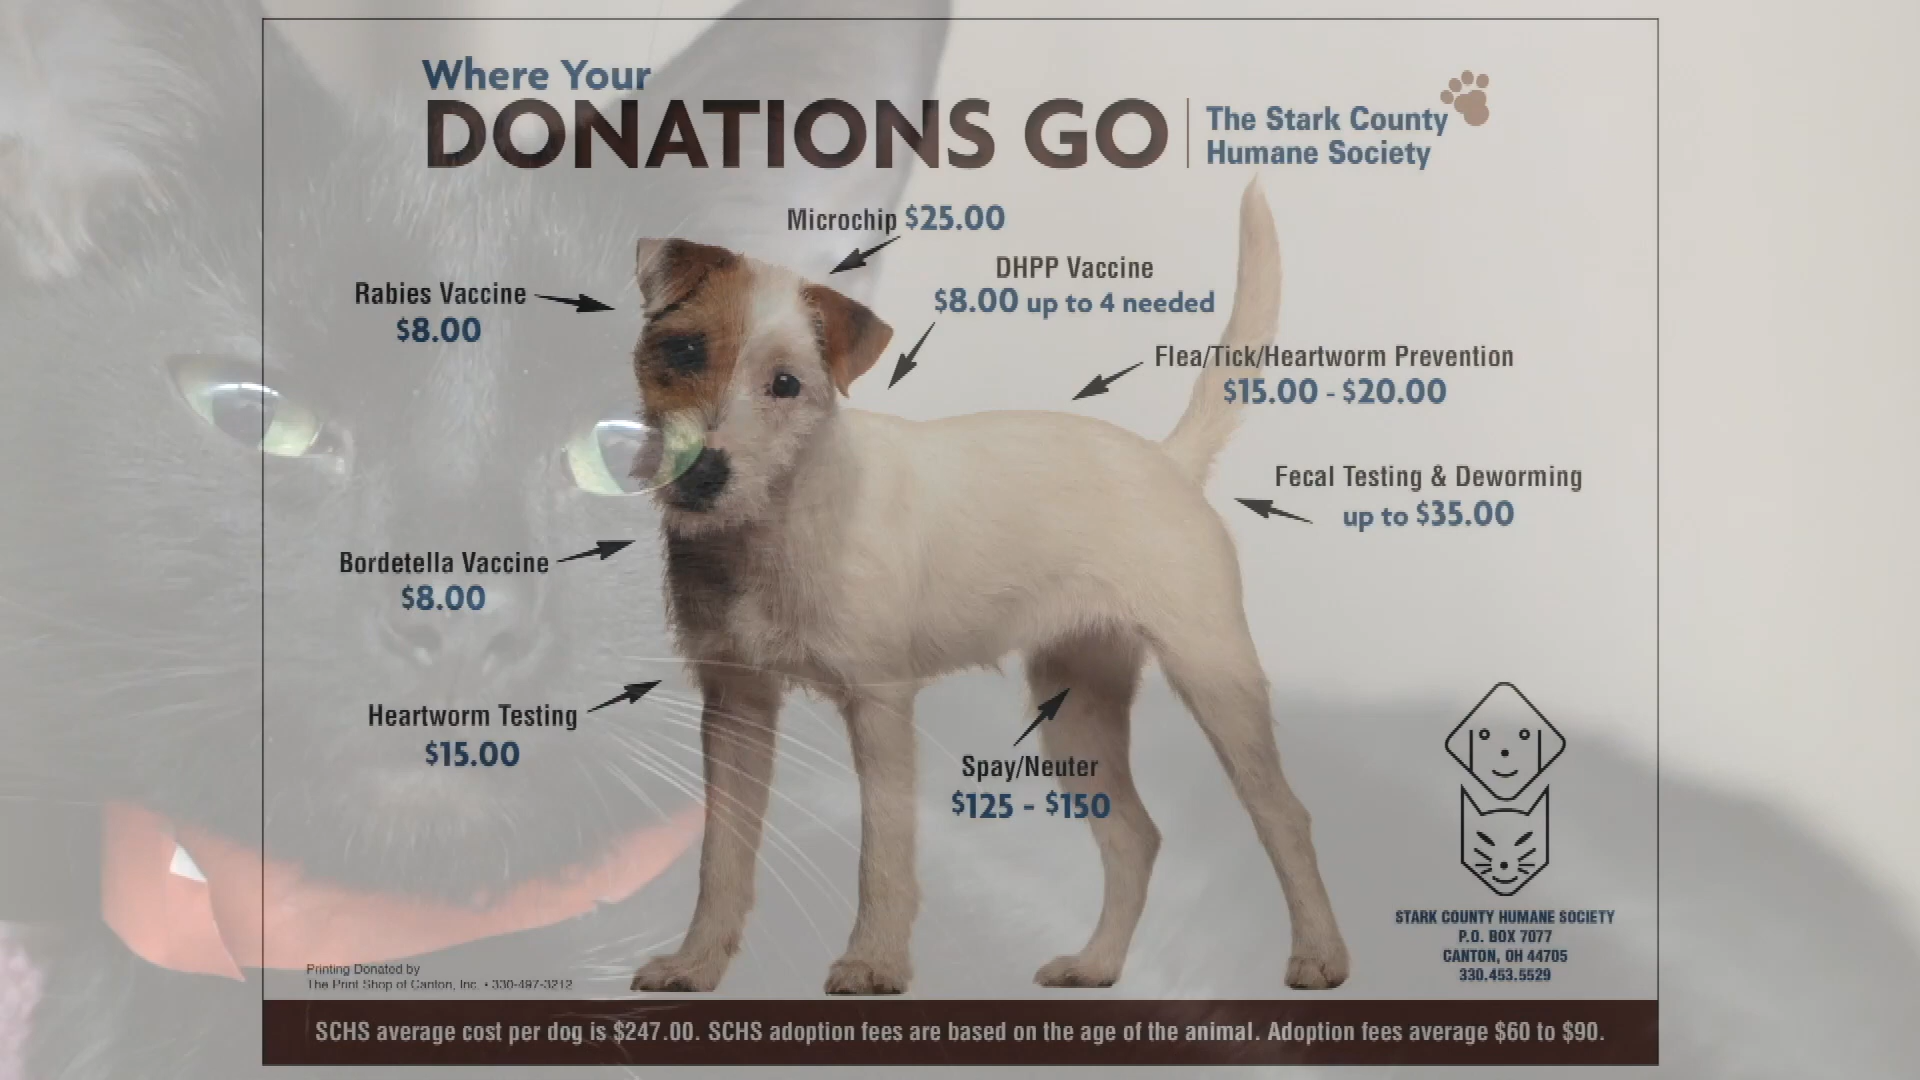 Where Your
DONATIONS GO
The Stark County
Humane Society
Microchip $25.00
DHPP Vaccine
$8.00 up to 4 needed
Rabies Vaccine
$8.00
Flea/Tick/Heartworm Prevention
$15.00 - $20.00
Fecal Testing & Deworming
up to $35.00
Bordetella Vaccine
$8.00
Heartworm Testing
$15.00
Spay/Neuter
$125 - $150
STARK COUNTY HUMANE SOCIETY
P.O. BOX 7077
CANTON, OH 44705
330.453.5529
Printing Donated by
The Print Shop of Canton, Inc. • 330-497-3212
SCHS average cost per dog is $247.00. SCHS adoption fees are based on the age of the animal. Adoption fees average $60 to $90.